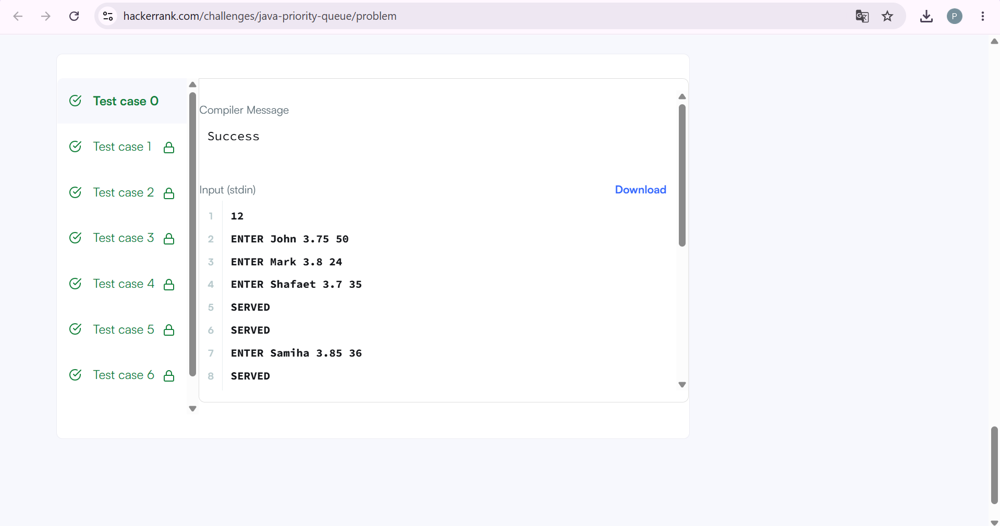 hackerrank.com/challenges/java-priority-queue/problem
P
Test case 0
Test case 1
Test case 2
Test case 3
Test case 4
Test case 5
Test case 6
Compiler Message
Success
Input (stdin)
Download
1 12
2 ENTER John 3.75 50
3 ENTER Mark 3.8 24
4 ENTER Shafaet 3.7 35
5 SERVED
6 SERVED
7 ENTER Samiha 3.85 36
8 SERVED